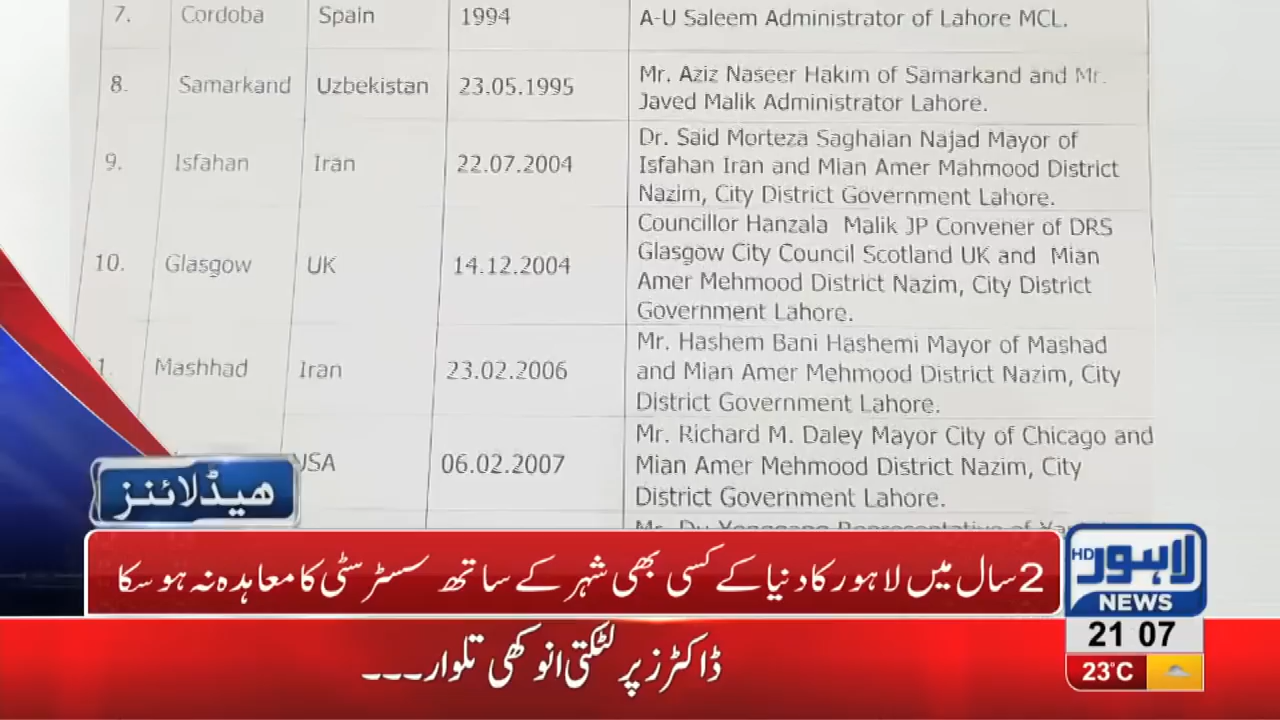 7. Cordoba Spain 1994 A-U Saleem Administrator of Lahore MCL.
8. Samarkand Uzbekistan 23.05.1995 Mr. Aziz Naseer Hakim of Samarkand and Mr.
Javed Malik Administrator Lahore.
9. Isfahan Iran 22.07.2004 Dr. Said Morteza Saghaian Najad Mayor of
Isfahan Iran and Mian Amer Mahmood District
Nazim, City District Government Lahore.
10. Glasgow UK 14.12.2004 Councillor Hanzala Malik JP Convener of DRS
Glasgow City Council Scotland UK and Mian
Amer Mehmood District Nazim, City District
Government Lahore.
1. Mashhad Iran 23.02.2006 Mr. Hashem Bani Hashemi Mayor of Mashad
and Mian Amer Mehmood District Nazim, City
District Government Lahore.
USA 06.02.2007 Mr. Richard M. Daley Mayor City of Chicago and
Mian Amer Mehmood District Nazim, City
District Government Lahore.
ھیڈلائنز
2 سال میں لاہور کا دنیا کے کسی بھی شہر کے ساتھ سسٹر سٹی کا معاہدہ نہ ہو سکا
ڈاکٹرز پر لٹکتی انوکھی تلوار ۔۔۔
لاہور HD
NEWS
21 07
23°C